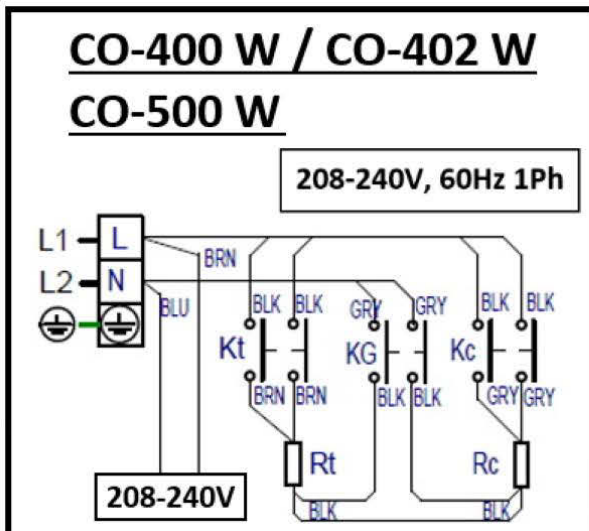 CO-400 W / CO-402 W
CO-500 W
208-240V, 60Hz 1Ph
L1 L
BRN
L2 N
BLU
BLK BLK GRY GRY BLK BLK
Kt KG Kc
BRN BRN BLK BLK GRY GRY
Rt Rc
208-240V
BLK BLK